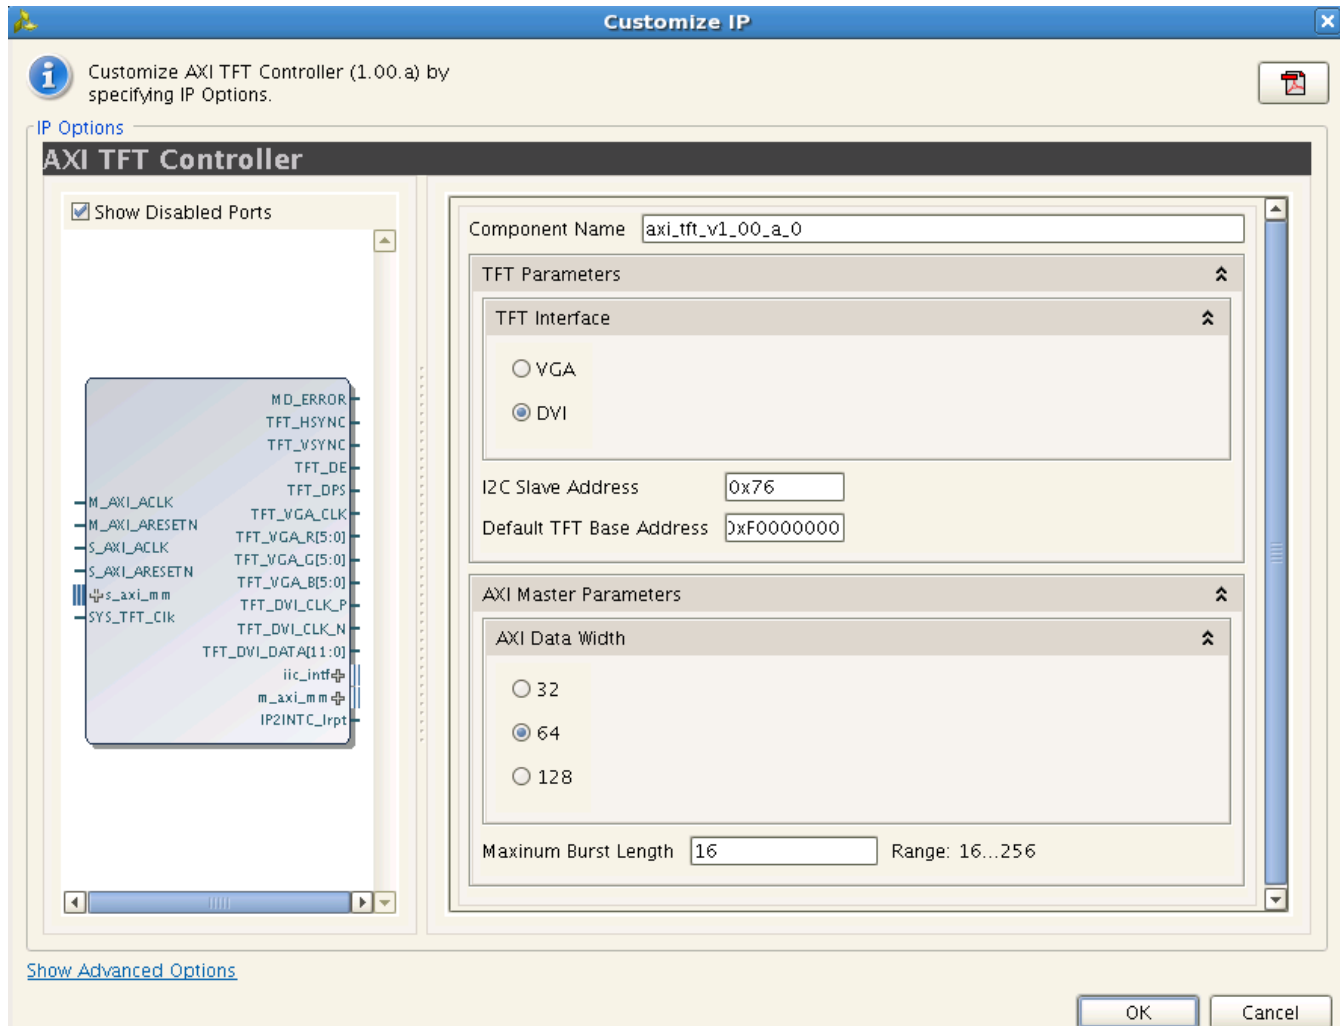 Customize IP
Customize AXI TFT Controller (1.00.a) by
specifying IP Options.
IP Options
AXI TFT Controller
Show Disabled Ports
MD_ERROR
TFT_HSYNC
TFT_VSYNC
TFT_DE
TFT_DPS
TFT_VGA_CLK
TFT_VGA_R[5:0]
TFT_VGA_G[5:0]
TFT_VGA_B[5:0]
TFT_DVI_CLK_P
TFT_DVI_CLK_N
TFT_DVI_DATA[11:0]
iic_intf
m_axi_mm
IP2INTC_Irpt
M_AXI_ACLK
M_AXI_ARESETN
S_AXI_ACLK
S_AXI_ARESETN
s_axi_mm
SYS_TFT_Clk
Component Name axi_tft_v1_00_a_0
TFT Parameters
TFT Interface
VGA
DVI
I2C Slave Address 0x76
Default TFT Base Address 0xF0000000
AXI Master Parameters
AXI Data Width
32
64
128
Maxinum Burst Length 16 Range: 16...256
Show Advanced Options
OK Cancel